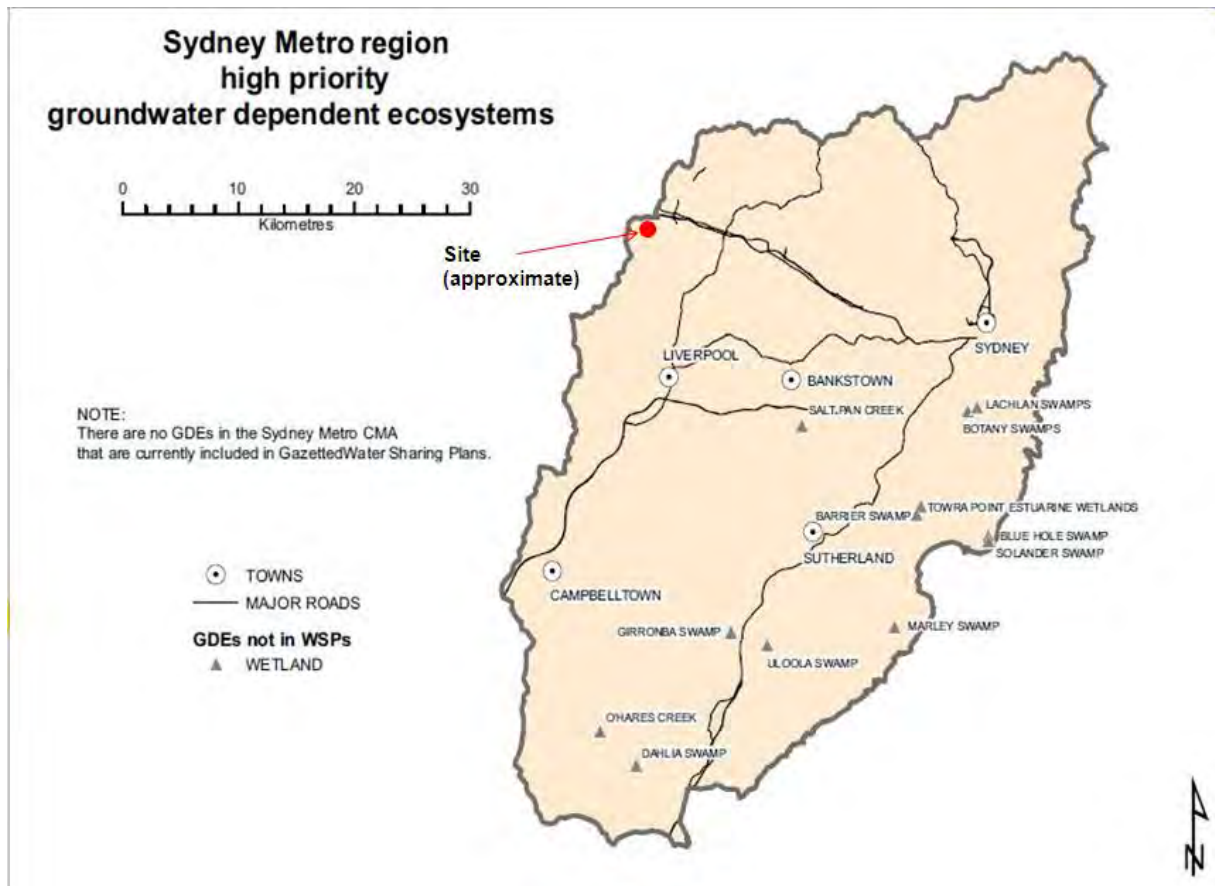 Sydney Metro region
high priority
groundwater dependent ecosystems
0 10 20 30
Kilometres
Site
(approximate)
SYDNEY
LIVERPOOL
BANKSTOWN
SALT PAN CREEK
LACHLAN SWAMPS
BOTANY SWAMPS
NOTE:
There are no GDEs in the Sydney Metro CMA
that are currently included in GazettedWater Sharing Plans.
BARRIER SWAMP
TOWRA POINT ESTUARINE WETLANDS
BLUE HOLE SWAMP
SOLANDER SWAMP
SUTHERLAND
TOWNS
CAMPBELLTOWN
MAJOR ROADS
GIRRONBA SWAMP
MARLEY SWAMP
GDEs not in WSPs
WETLAND
ULOOLA SWAMP
O'HARES CREEK
DAHLIA SWAMP
N